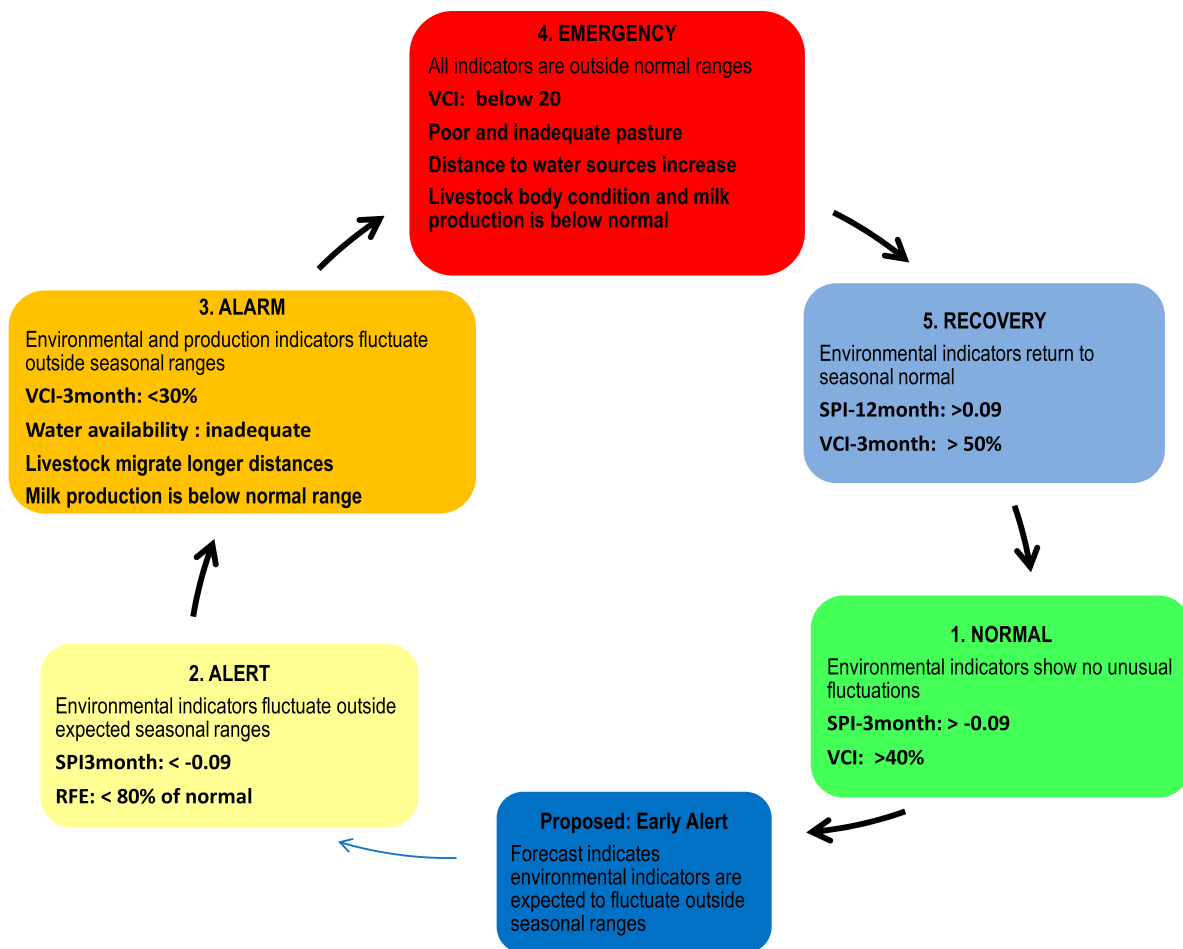 4. EMERGENCY
All indicators are outside normal ranges
VCI:  below 20
Poor and inadequate pasture
Distance to water sources increase
Livestock body condition and milk
production is below normal
3. ALARM
Environmental and production indicators fluctuate
outside seasonal ranges
VCI-3month: <30%
Water availability : inadequate
Livestock migrate longer distances
Milk production is below normal range
5. RECOVERY
Environmental indicators return to
seasonal normal
SPI-12month: >0.09
VCI-3month:  > 50%
2. ALERT
Environmental indicators fluctuate outside
expected seasonal ranges
SPI3month: < -0.09
RFE: < 80% of normal
1. NORMAL
Environmental indicators show no unusual
fluctuations
SPI-3month: > -0.09
VCI:  >40%
Proposed: Early Alert
Forecast indicates
environmental indicators are
expected to fluctuate outside
seasonal ranges